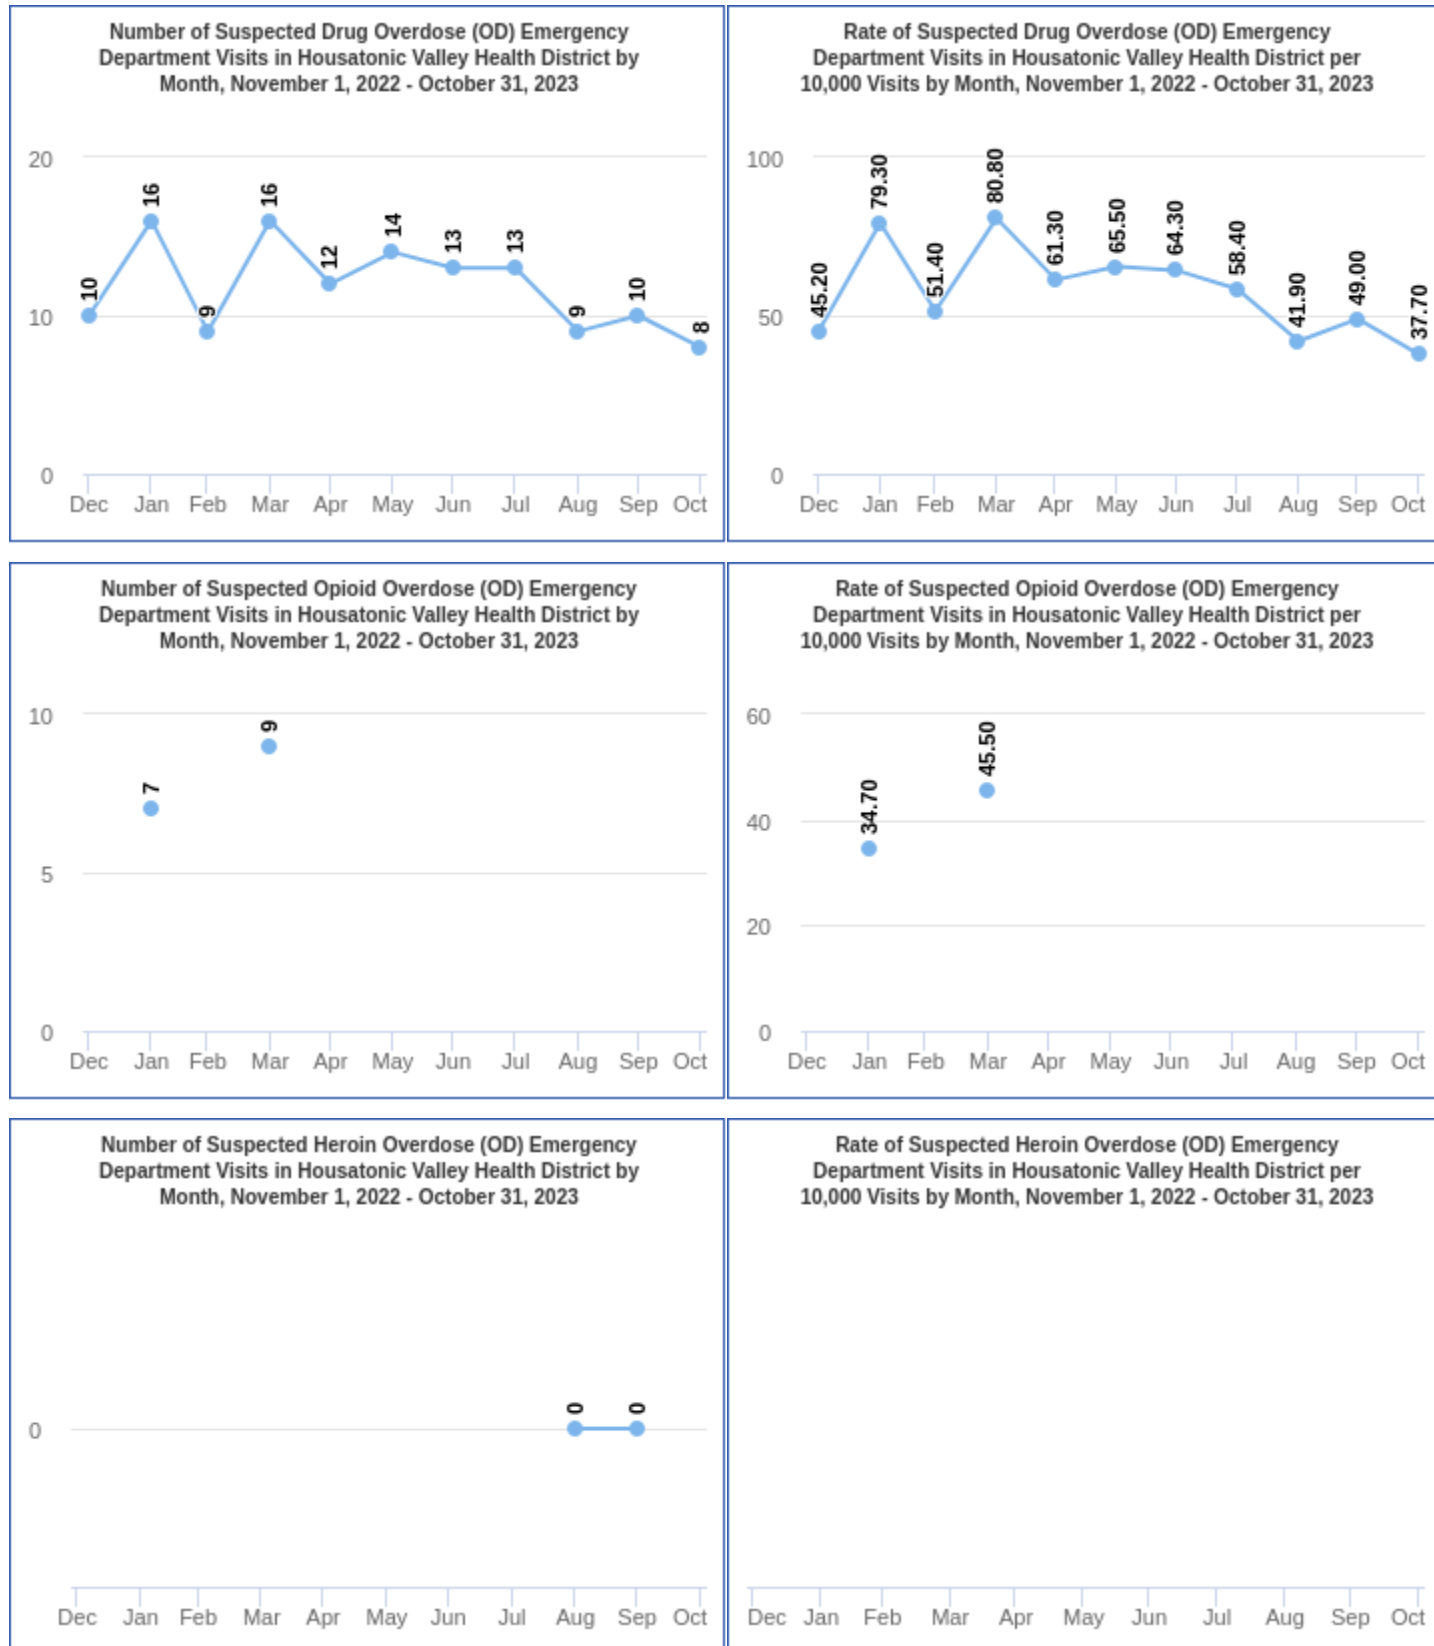 Number of Suspected Drug Overdose (OD) Emergency
Department Visits in Housatonic Valley Health District by
Month, November 1, 2022 - October 31, 2023
20
10
0
10
16
9
16
12
14
13
13
9
10
8
Dec Jan Feb Mar Apr May Jun Jul Aug Sep Oct
Rate of Suspected Drug Overdose (OD) Emergency
Department Visits in Housatonic Valley Health District per
10,000 Visits by Month, November 1, 2022 - October 31, 2023
100
50
0
45.20
79.30
51.40
80.80
61.30
65.50
64.30
58.40
41.90
49.00
37.70
Dec Jan Feb Mar Apr May Jun Jul Aug Sep Oct
Number of Suspected Opioid Overdose (OD) Emergency
Department Visits in Housatonic Valley Health District by
Month, November 1, 2022 - October 31, 2023
10
5
0
7
9
Dec Jan Feb Mar Apr May Jun Jul Aug Sep Oct
Rate of Suspected Opioid Overdose (OD) Emergency
Department Visits in Housatonic Valley Health District per
10,000 Visits by Month, November 1, 2022 - October 31, 2023
60
40
20
0
34.70
45.50
Dec Jan Feb Mar Apr May Jun Jul Aug Sep Oct
Number of Suspected Heroin Overdose (OD) Emergency
Department Visits in Housatonic Valley Health District by
Month, November 1, 2022 - October 31, 2023
0
0
0
Dec Jan Feb Mar Apr May Jun Jul Aug Sep Oct
Rate of Suspected Heroin Overdose (OD) Emergency
Department Visits in Housatonic Valley Health District per
10,000 Visits by Month, November 1, 2022 - October 31, 2023
Dec Jan Feb Mar Apr May Jun Jul Aug Sep Oct